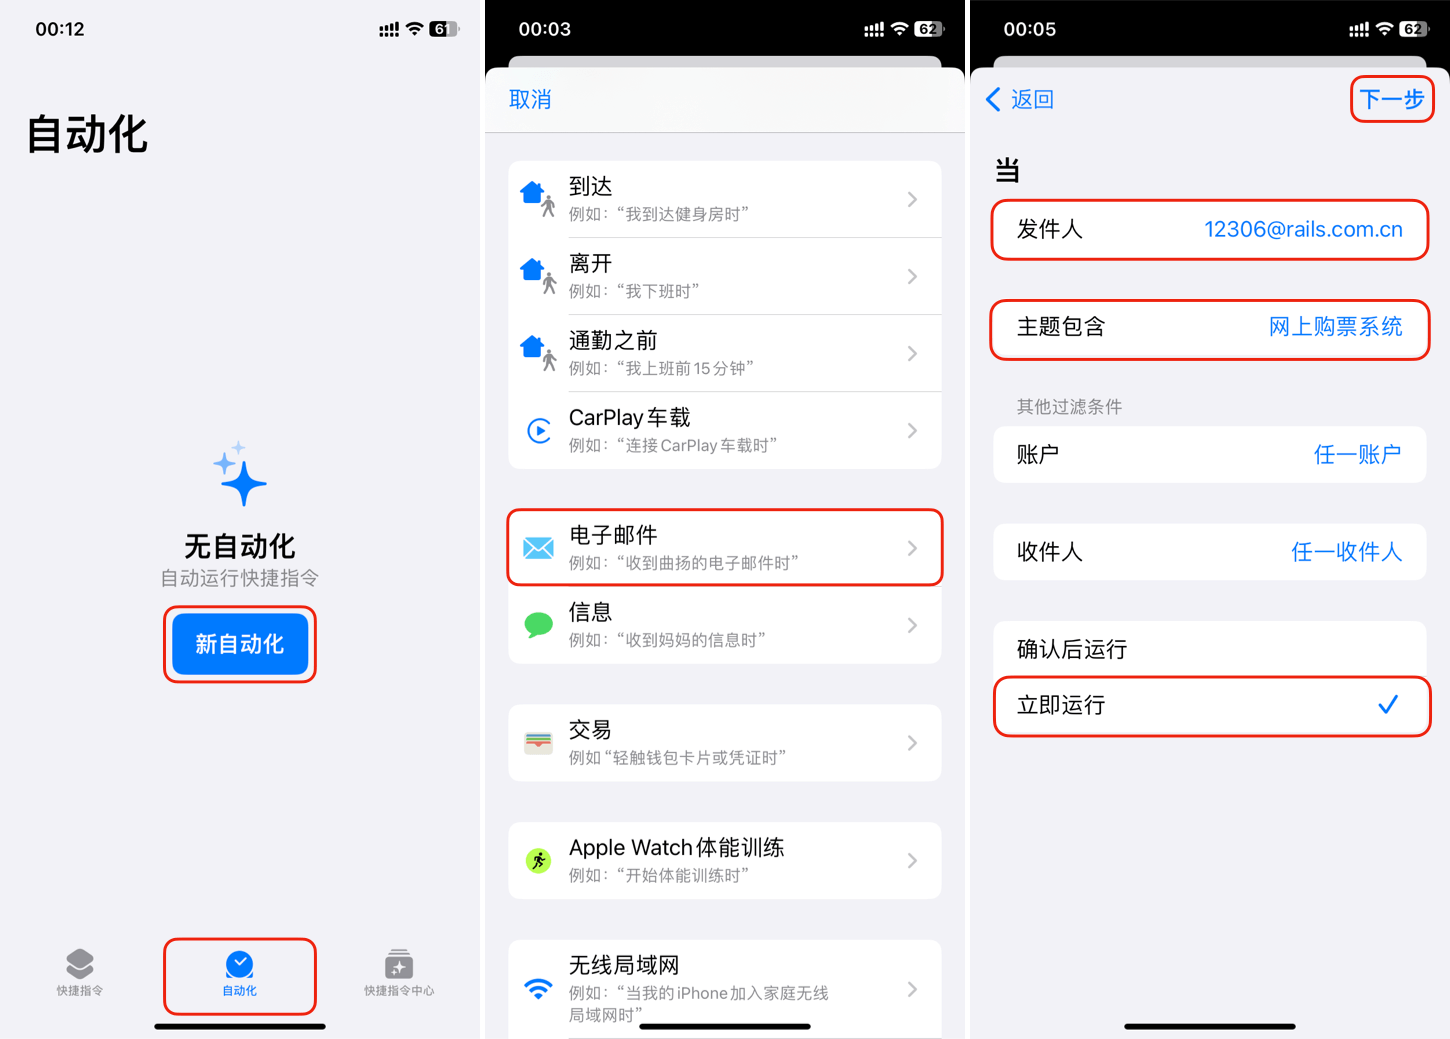 00:12
61
自动化
无自动化
自动运行快捷指令
新自动化
快捷指令
自动化
快捷指令中心
00:03
62
取消
到达
例如：“我到达健身房时”
离开
例如：“我下班时”
通勤之前
例如：“我上班前15分钟”
CarPlay车载
例如：“连接CarPlay车载时”
电子邮件
例如：“收到曲扬的电子邮件时”
信息
例如：“收到妈妈的信息时”
交易
例如“轻触钱包卡片或凭证时”
Apple Watch体能训练
例如：“开始体能训练时”
无线局域网
例如：“当我的iPhone加入家庭无线
局域网时”
00:05
62
返回
下一步
当
发件人 12306@rails.com.cn
主题包含 网上购票系统
其他过滤条件
账户 任一账户
收件人 任一收件人
确认后运行
立即运行